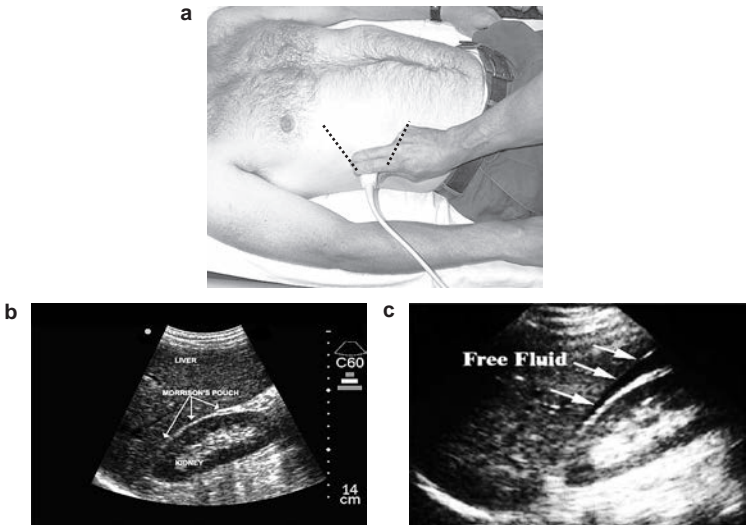 a
b
LIVER
MORRISON'S POUCH
KIDNEY
C60
14
cm
c
Free Fluid